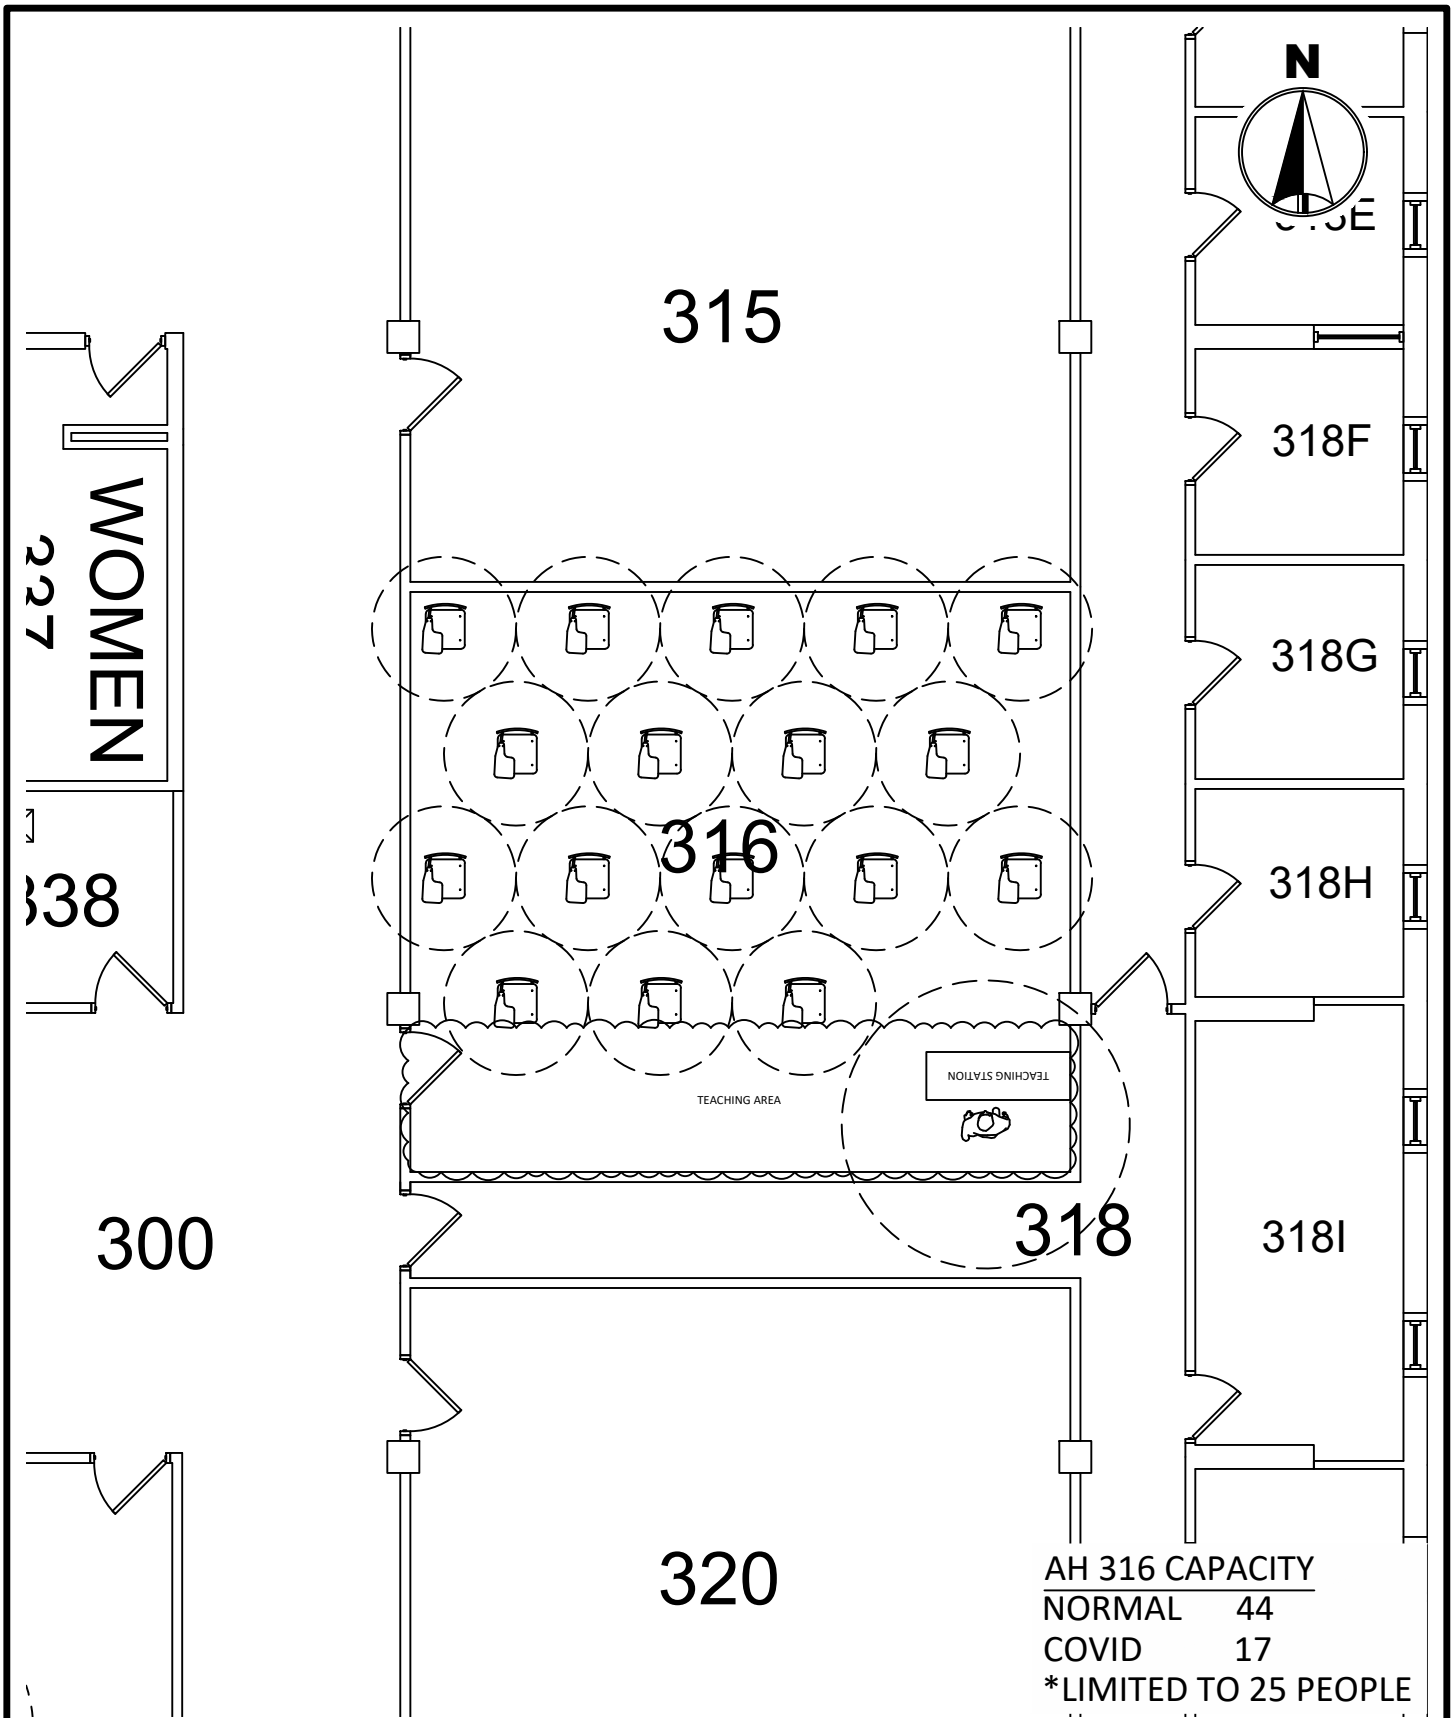 N
315
318F
WOMEN
318G
316
318H
TEACHING STATION
TEACHING AREA
300
318
318I
320
AH 316 CAPACITY
NORMAL 44
COVID 17
*LIMITED TO 25 PEOPLE